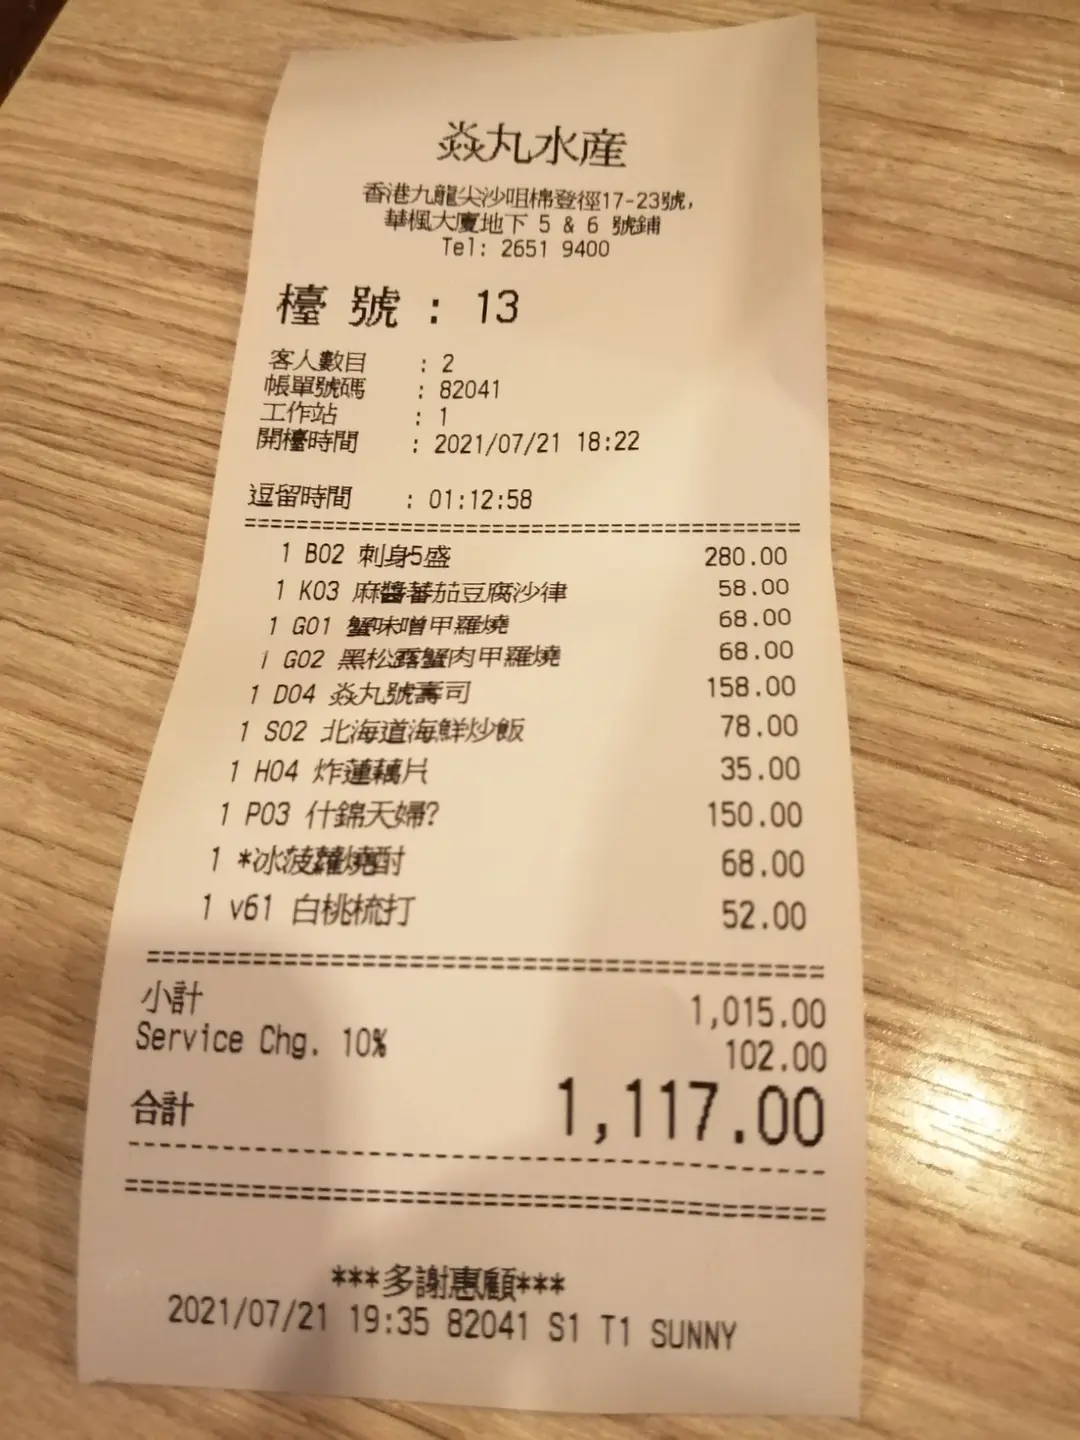 焱丸水産
香港九龍尖沙咀棉登徑17-23號,
華楓大廈地下 5 & 6 號鋪
Tel: 2651 9400
檯 號 : 13
客人數目 : 2
帳單號碼 : 82041
工作站 : 1
開檯時間 : 2021/07/21 18:22
逗留時間 : 01:12:58
1 B02 刺身5盛 280.00
1 K03 麻醬蕃茄豆腐沙律 58.00
1 G01 蟹味噌甲羅燒 68.00
1 G02 黑松露蟹肉甲羅燒 68.00
1 D04 焱丸號壽司 158.00
1 S02 北海道海鮮炒飯 78.00
1 H04 炸蓮藕片 35.00
1 P03 什錦天婦? 150.00
1 *冰菠蘿燒酎 68.00
1 v61 白桃梳打 52.00
小計 1,015.00
Service Chg. 10% 102.00
合計 1,117.00
***多謝惠顧***
2021/07/21 19:35 82041 S1 T1 SUNNY